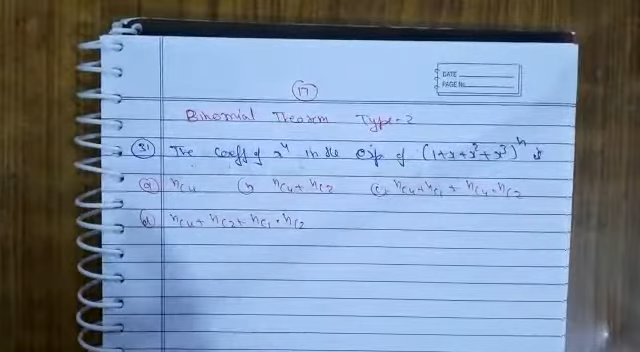 DATE
PAGE No.
17
Binomial Theorem Type-2
31 The coeff of x⁴ in the exp of (1+x+x²+x³)ⁿ is
(a) ⁿC₄ (b) ⁿC₄ + ⁿC₂ (c) ⁿC₄ + ⁿC₁ + ⁿC₄ · ⁿC₂
(d) ⁿC₄ + ⁿC₂ + ⁿC₁ · ⁿC₂